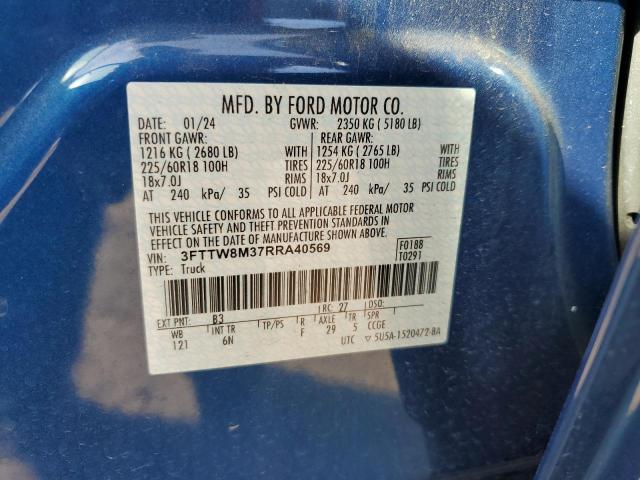 MFD. BY FORD MOTOR CO.
DATE: 01/24 GVWR: 2350 KG ( 5180 LB)
FRONT GAWR: REAR GAWR:
1216 KG ( 2680 LB) WITH 1254 KG ( 2765 LB) WITH
225/60R18 100H TIRES 225/60R18 100H TIRES
18x7.0J RIMS 18x7.0J RIMS
AT 240 kPa/ 35 PSI COLD AT 240 kPa/ 35 PSI COLD
THIS VEHICLE CONFORMS TO ALL APPLICABLE FEDERAL MOTOR
VEHICLE SAFETY AND THEFT PREVENTION STANDARDS IN
EFFECT ON THE DATE OF MANUFACTURE SHOWN ABOVE.
VIN: 3FTTW8M37RRA40569 F0188
TYPE: Truck T0291
EXT PNT: B3 RC: 27 DSO:
WB INT TR TP/PS R AXLE TR SPR
121 6N F 29 5 CCGE
UTC ▽ 5U5A-1520472-BA